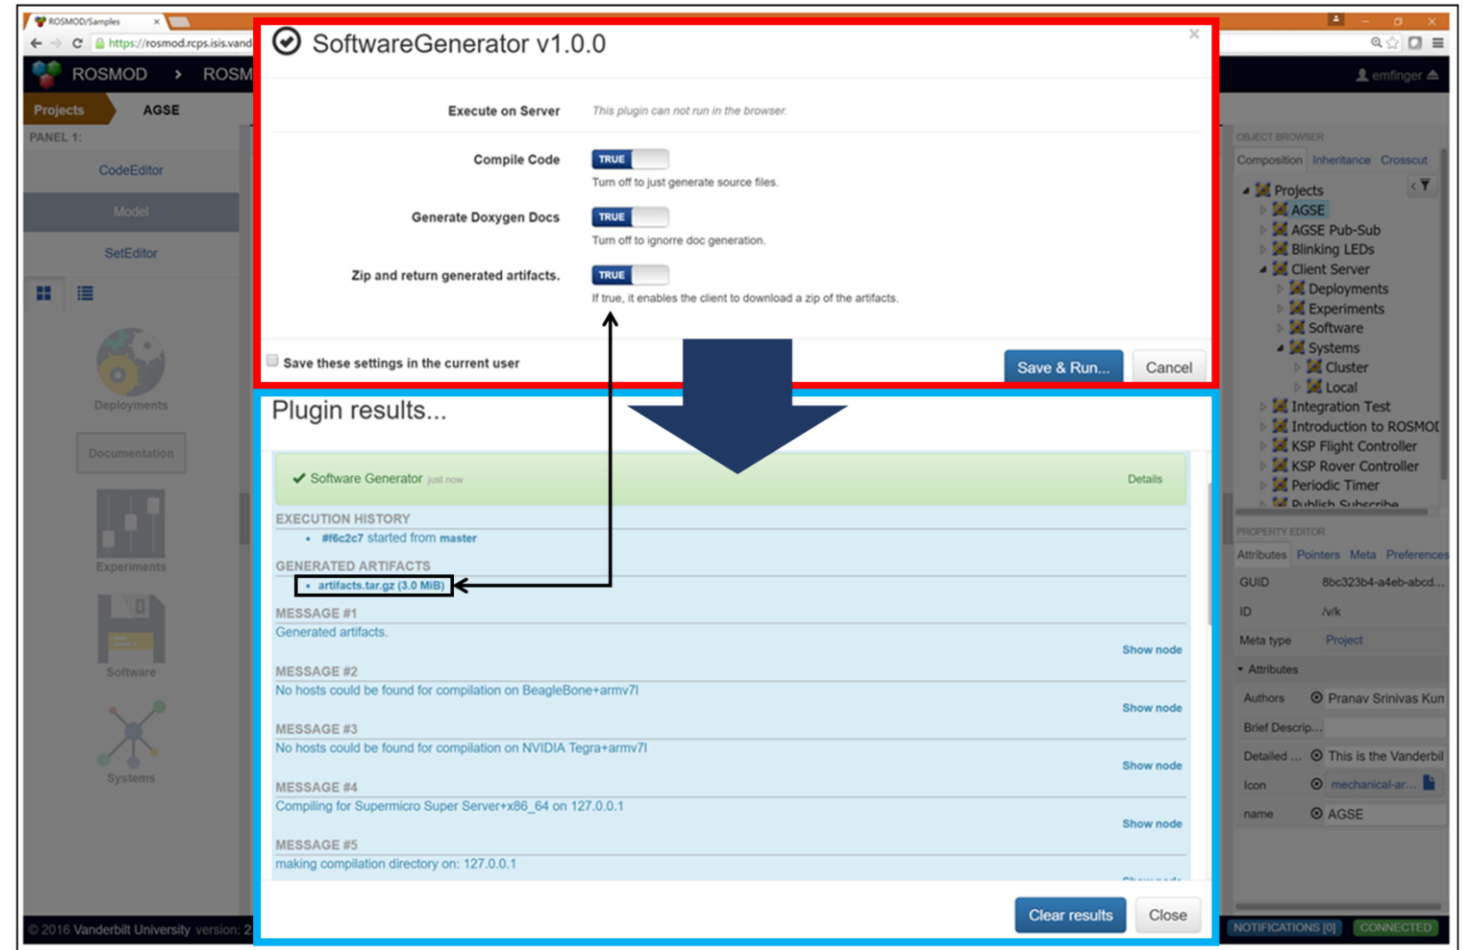 ROSMOD/Samples
https://rosmod.rcps.isis.vand
ROSMOD > ROSM
emfinger
Projects AGSE
PANEL 1:
CodeEditor
Model
SetEditor
Deployments
Documentation
Experiments
Software
Systems
© 2016 Vanderbilt University version: 2
SoftwareGenerator v1.0.0
×
Execute on Server This plugin can not run in the browser.
Compile Code TRUE
Turn off to just generate source files.
Generate Doxygen Docs TRUE
Turn off to ignorre doc generation.
Zip and return generated artifacts. TRUE
If true, it enables the client to download a zip of the artifacts.
Save these settings in the current user
Save & Run... Cancel
Plugin results...
Software Generator just now Details
EXECUTION HISTORY
• #f6c2c7 started from master
GENERATED ARTIFACTS
• artifacts.tar.gz (3.0 MiB)
MESSAGE #1
Generated artifacts.
Show node
MESSAGE #2
No hosts could be found for compilation on BeagleBone+armv7l
Show node
MESSAGE #3
No hosts could be found for compilation on NVIDIA Tegra+armv7l
Show node
MESSAGE #4
Compiling for Supermicro Super Server+x86_64 on 127.0.0.1
Show node
MESSAGE #5
making compilation directory on: 127.0.0.1
Show node
Clear results Close
OBJECT BROWSER
Composition Inheritance Crosscut
Projects
AGSE
AGSE Pub-Sub
Blinking LEDs
Client Server
Deployments
Experiments
Software
Systems
Cluster
Local
Integration Test
Introduction to ROSMOD
KSP Flight Controller
KSP Rover Controller
Periodic Timer
Publish Subscribe
PROPERTY EDITOR
Attributes Pointers Meta Preferences
GUID 8bc323b4-a4eb-abcd...
ID /v/k
Meta type Project
Attributes
Authors Pranav Srinivas Kum
Brief Descrip...
Detailed ... This is the Vanderbil
Icon mechanical-ar...
name AGSE
NOTIFICATIONS [0] CONNECTED